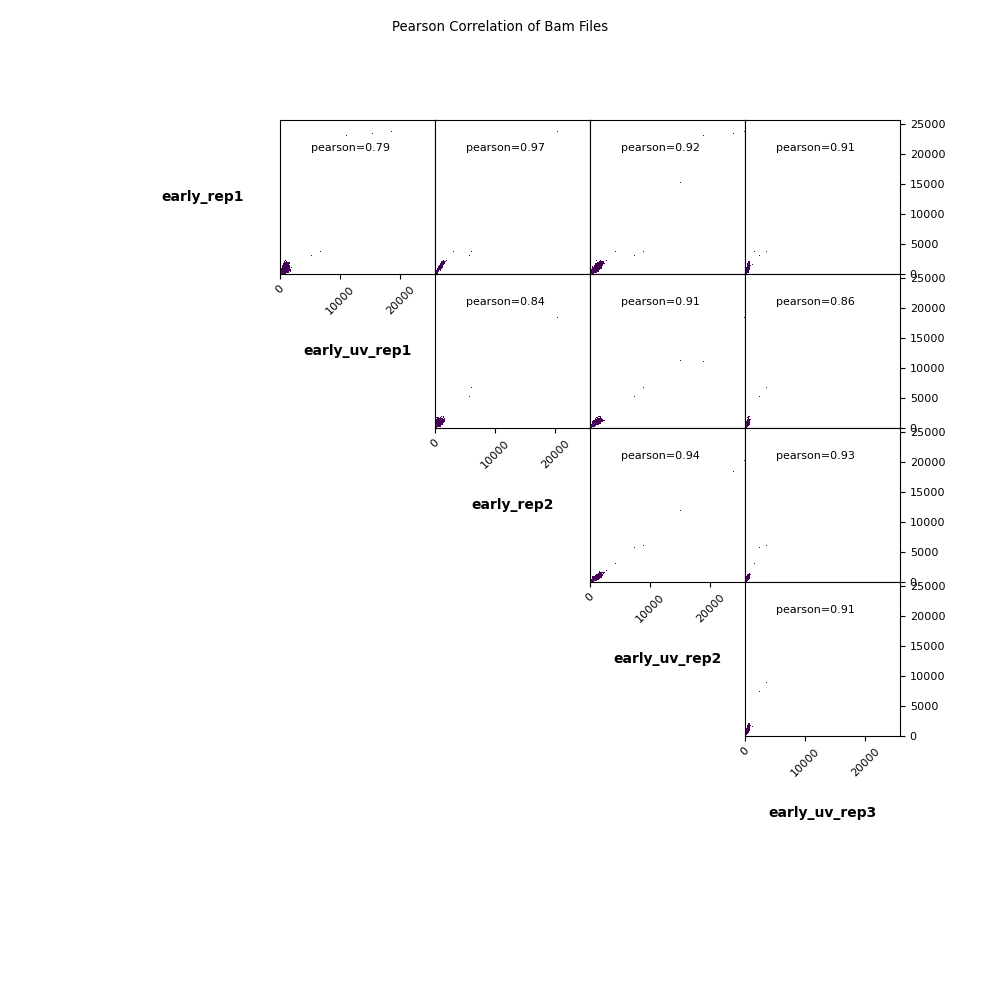 Pearson Correlation of Bam Files
pearson=0.79 pearson=0.97 pearson=0.92 pearson=0.91
25000
20000
15000
10000
5000
0
early_rep1
0 10000 20000
pearson=0.84 pearson=0.91 pearson=0.86
25000
20000
15000
10000
5000
0
early_uv_rep1
0 10000 20000
pearson=0.94 pearson=0.93
25000
20000
15000
10000
5000
0
early_rep2
0 10000 20000
pearson=0.91
25000
20000
15000
10000
5000
0
early_uv_rep2
0 10000 20000
early_uv_rep3